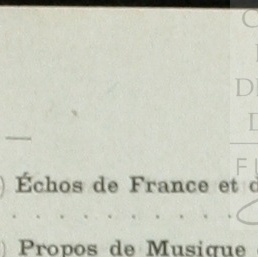 ) Échos de France et d
. . . . . . . . . .
) Propos de Musique